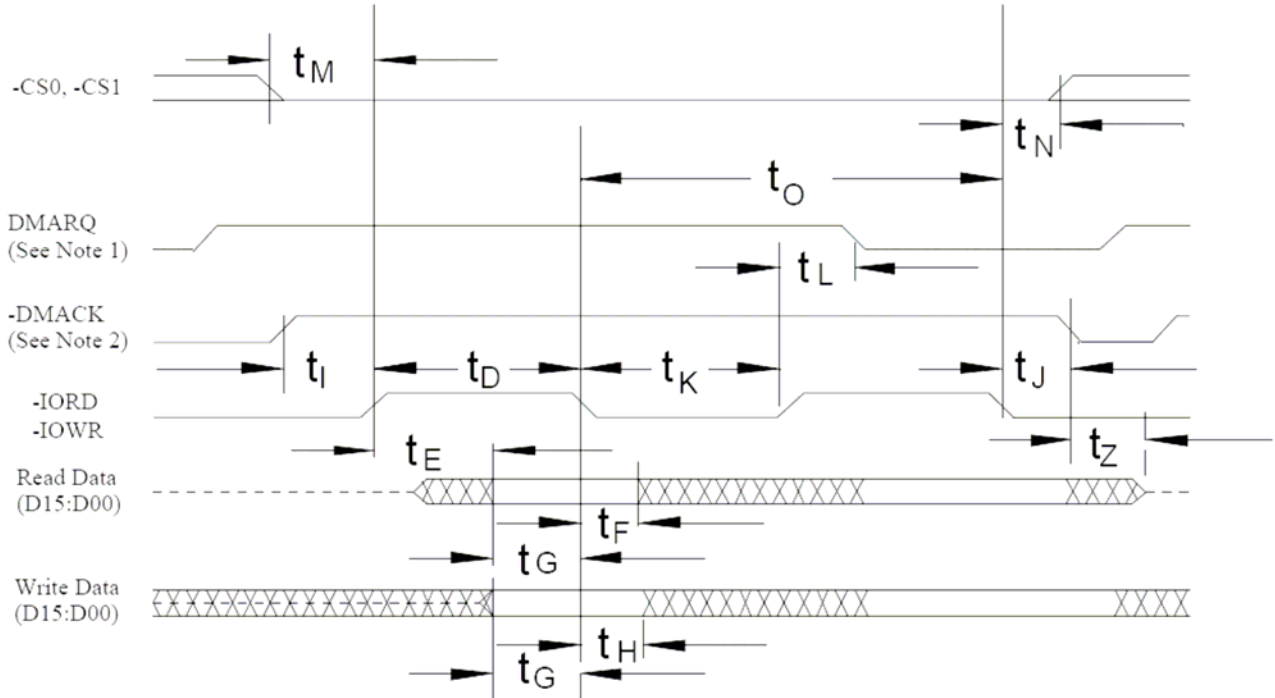 tM
-CS0, -CS1
tN
tO
DMARQ
(See Note 1)
tL
-DMACK
(See Note 2)
tI
tD
tK
tJ
-IORD
-IOWR
tE
tZ
Read Data
(D15:D00)
tF
tG
Write Data
(D15:D00)
tH
tG